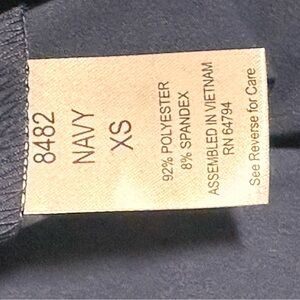 8482
NAVY
XS
92% POLYESTER
8% SPANDEX
ASSEMBLED IN VIETNAM
RN 64794
See Reverse for Care